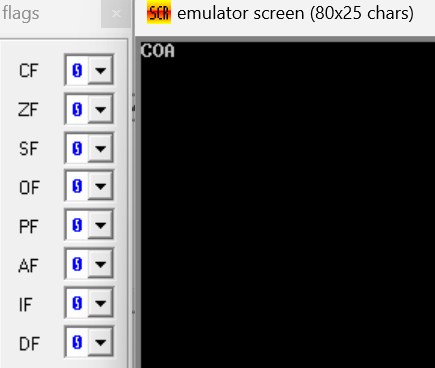 flags
SCR emulator screen (80x25 chars)
COA
CF 0
ZF 0
SF 0
OF 0
PF 0
AF 0
IF 0
DF 0